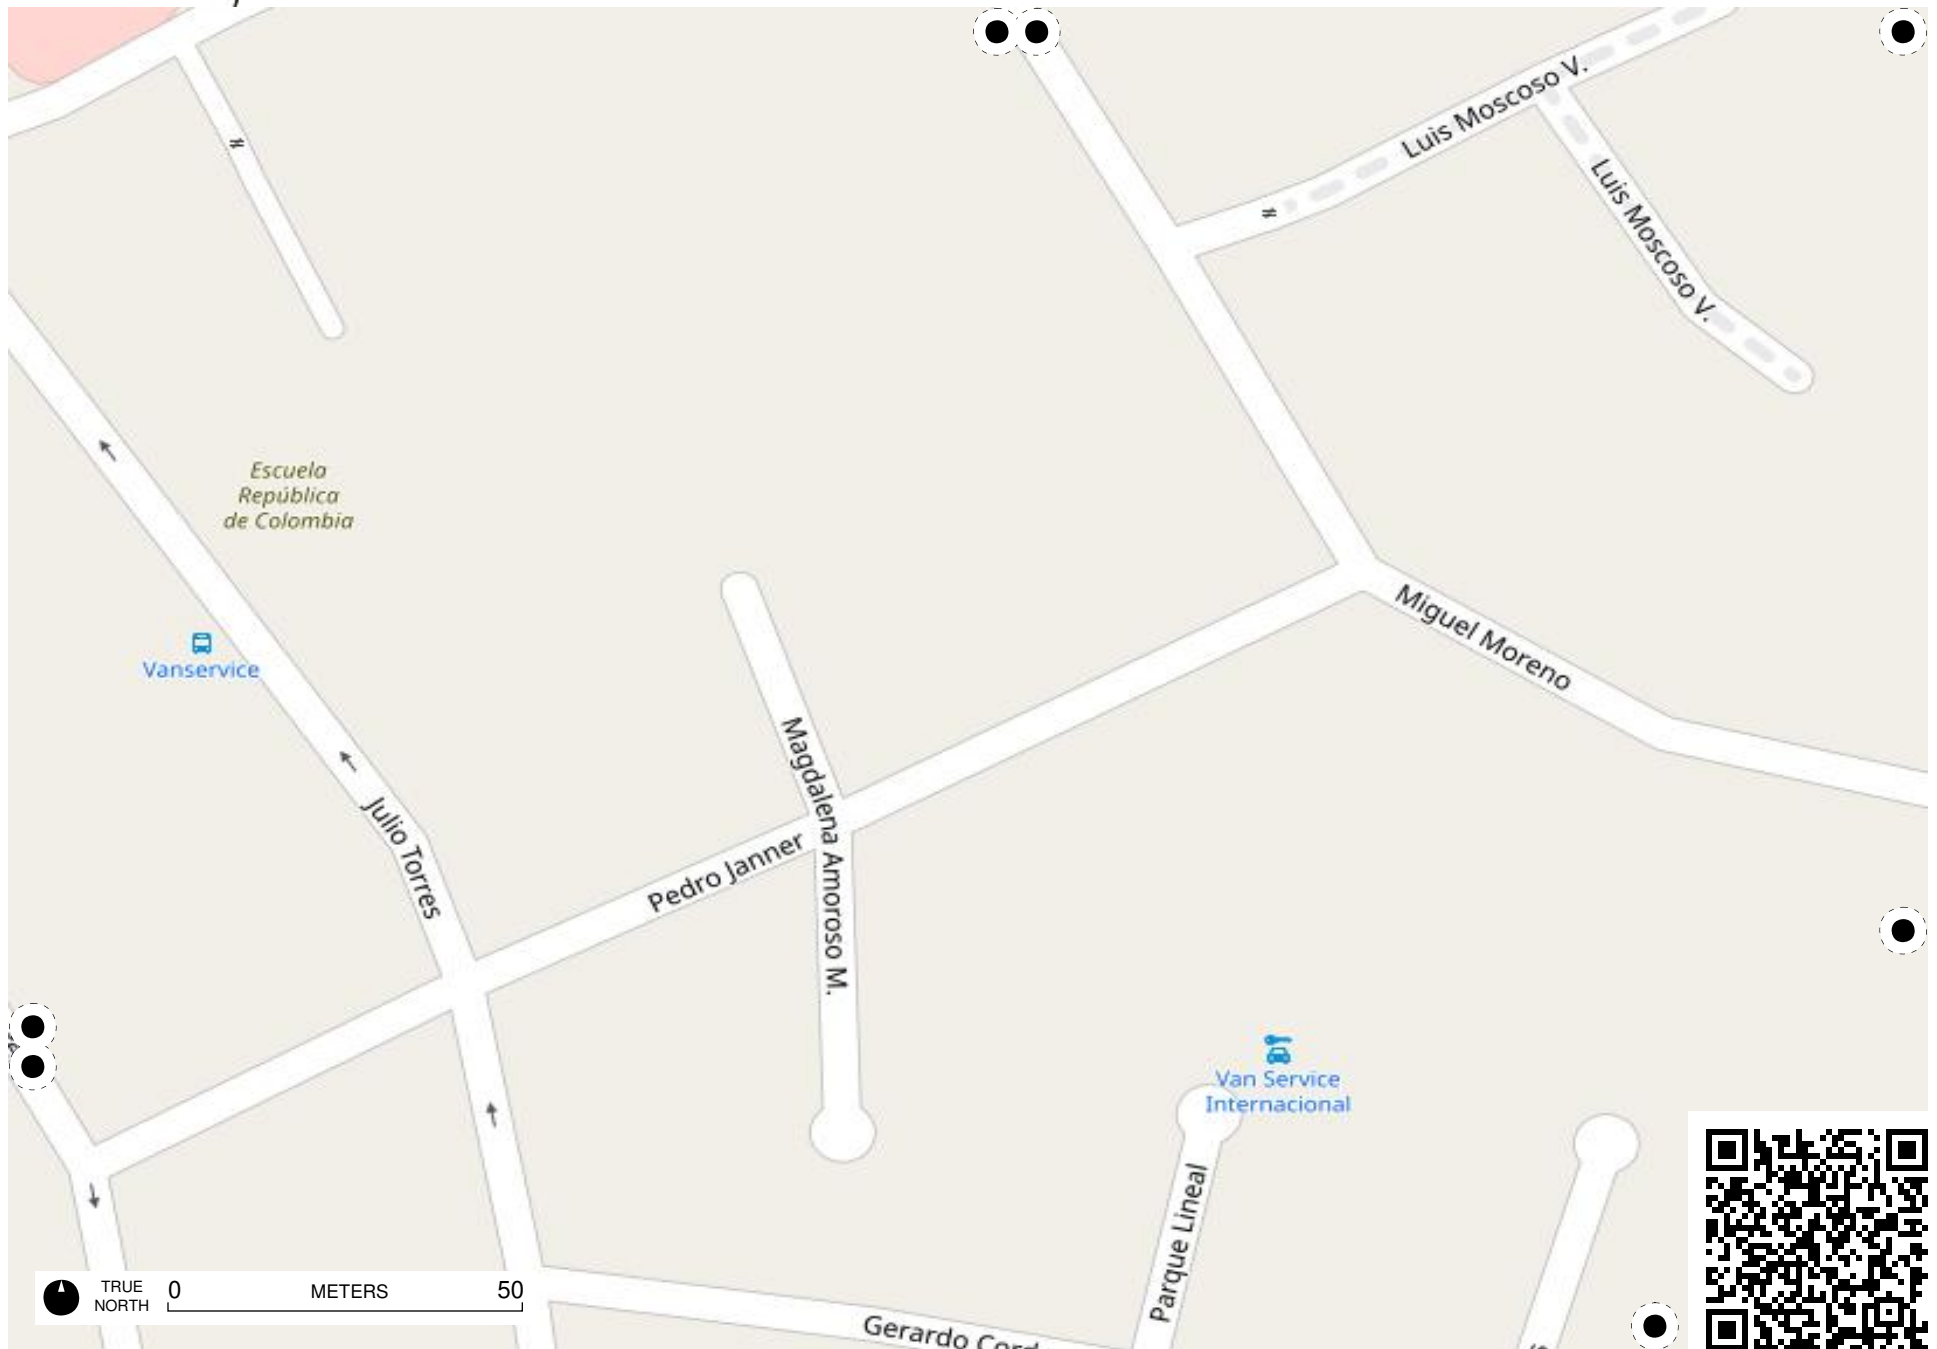 Luis Moscoso V.
Luis Moscoso V.
Escuela
República
de Colombia
Vanservice
Miguel Moreno
Magdalena Amoroso M.
Julio Torres
Pedro Janner
Van Service
Internacional
Parque Lineal
TRUE
NORTH
0 METERS 50
Gerardo